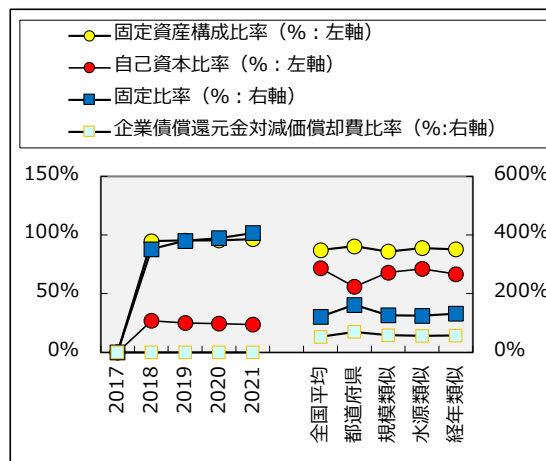 固定資産構成比率（%：左軸）
自己資本比率（%：左軸）
固定比率（%：右軸）
企業債償還元金対減価償却費比率（%:右軸）
150%
100%
50%
0%
600%
400%
200%
0%
2017
2018
2019
2020
2021
全国平均
都道府県
規模類似
水源類似
経年類似